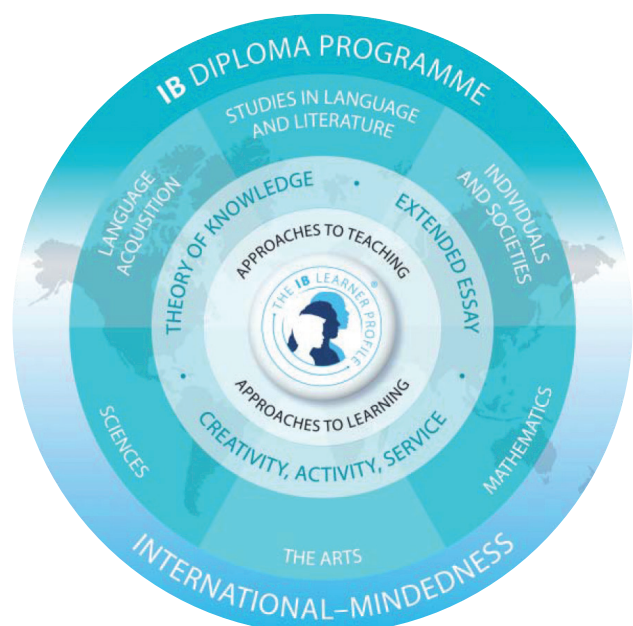 IB DIPLOMA PROGRAMME
STUDIES IN LANGUAGE
AND LITERATURE
LANGUAGE
ACQUISITION
INDIVIDUALS
AND SOCIETIES
THEORY OF KNOWLEDGE
•
EXTENDED ESSAY
APPROACHES TO TEACHING
THE IB LEARNER PROFILE
®
APPROACHES TO LEARNING
•
CREATIVITY, ACTIVITY, SERVICE
•
SCIENCES
MATHEMATICS
THE ARTS
INTERNATIONAL–MINDEDNESS